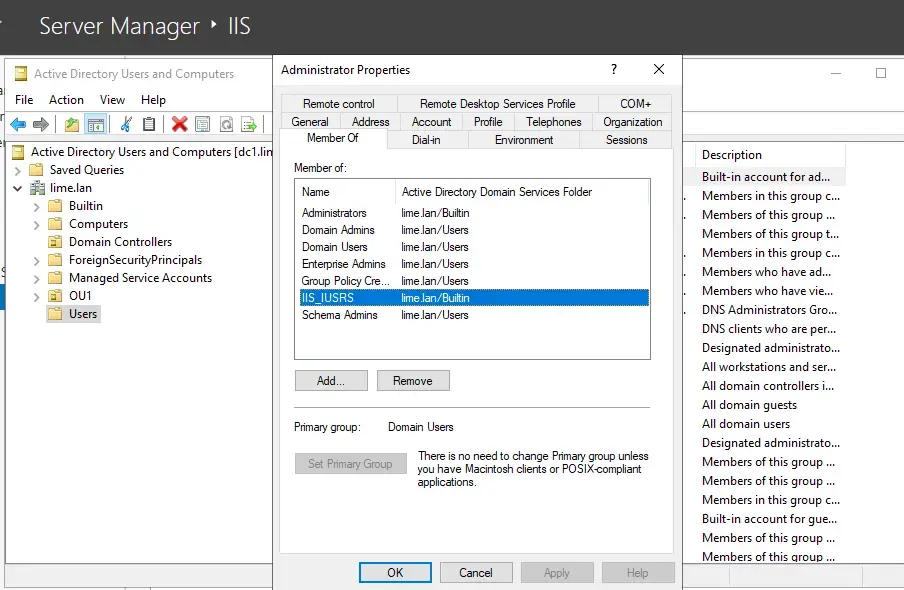 Server Manager ‣ IIS
Active Directory Users and Computers
File Action View Help
Active Directory Users and Computers [dc1.lim
Saved Queries
lime.lan
Builtin
Computers
Domain Controllers
ForeignSecurityPrincipals
Managed Service Accounts
OU1
Users
Administrator Properties
?
Remote control Remote Desktop Services Profile COM+
General Address Account Profile Telephones Organization
Member Of Dial-in Environment Sessions
Member of:
Name Active Directory Domain Services Folder
Administrators lime.lan/Builtin
Domain Admins lime.lan/Users
Domain Users lime.lan/Users
Enterprise Admins lime.lan/Users
Group Policy Cre... lime.lan/Users
IIS_IUSRS lime.lan/Builtin
Schema Admins lime.lan/Users
Add... Remove
Primary group: Domain Users
Set Primary Group
There is no need to change Primary group unless
you have Macintosh clients or POSIX-compliant
applications.
OK Cancel Apply Help
Description
Built-in account for ad...
Members in this group c...
Members of this group ...
Members of this group t...
Members in this group c...
Members who have ad...
Members who have vie...
DNS Administrators Gro...
DNS clients who are per...
Designated administrato...
All workstations and ser...
All domain controllers i...
All domain guests
All domain users
Designated administrato...
Members of this group ...
Members of this group ...
Members in this group c...
Built-in account for gue...
Members of this group ...
Members of this group ...